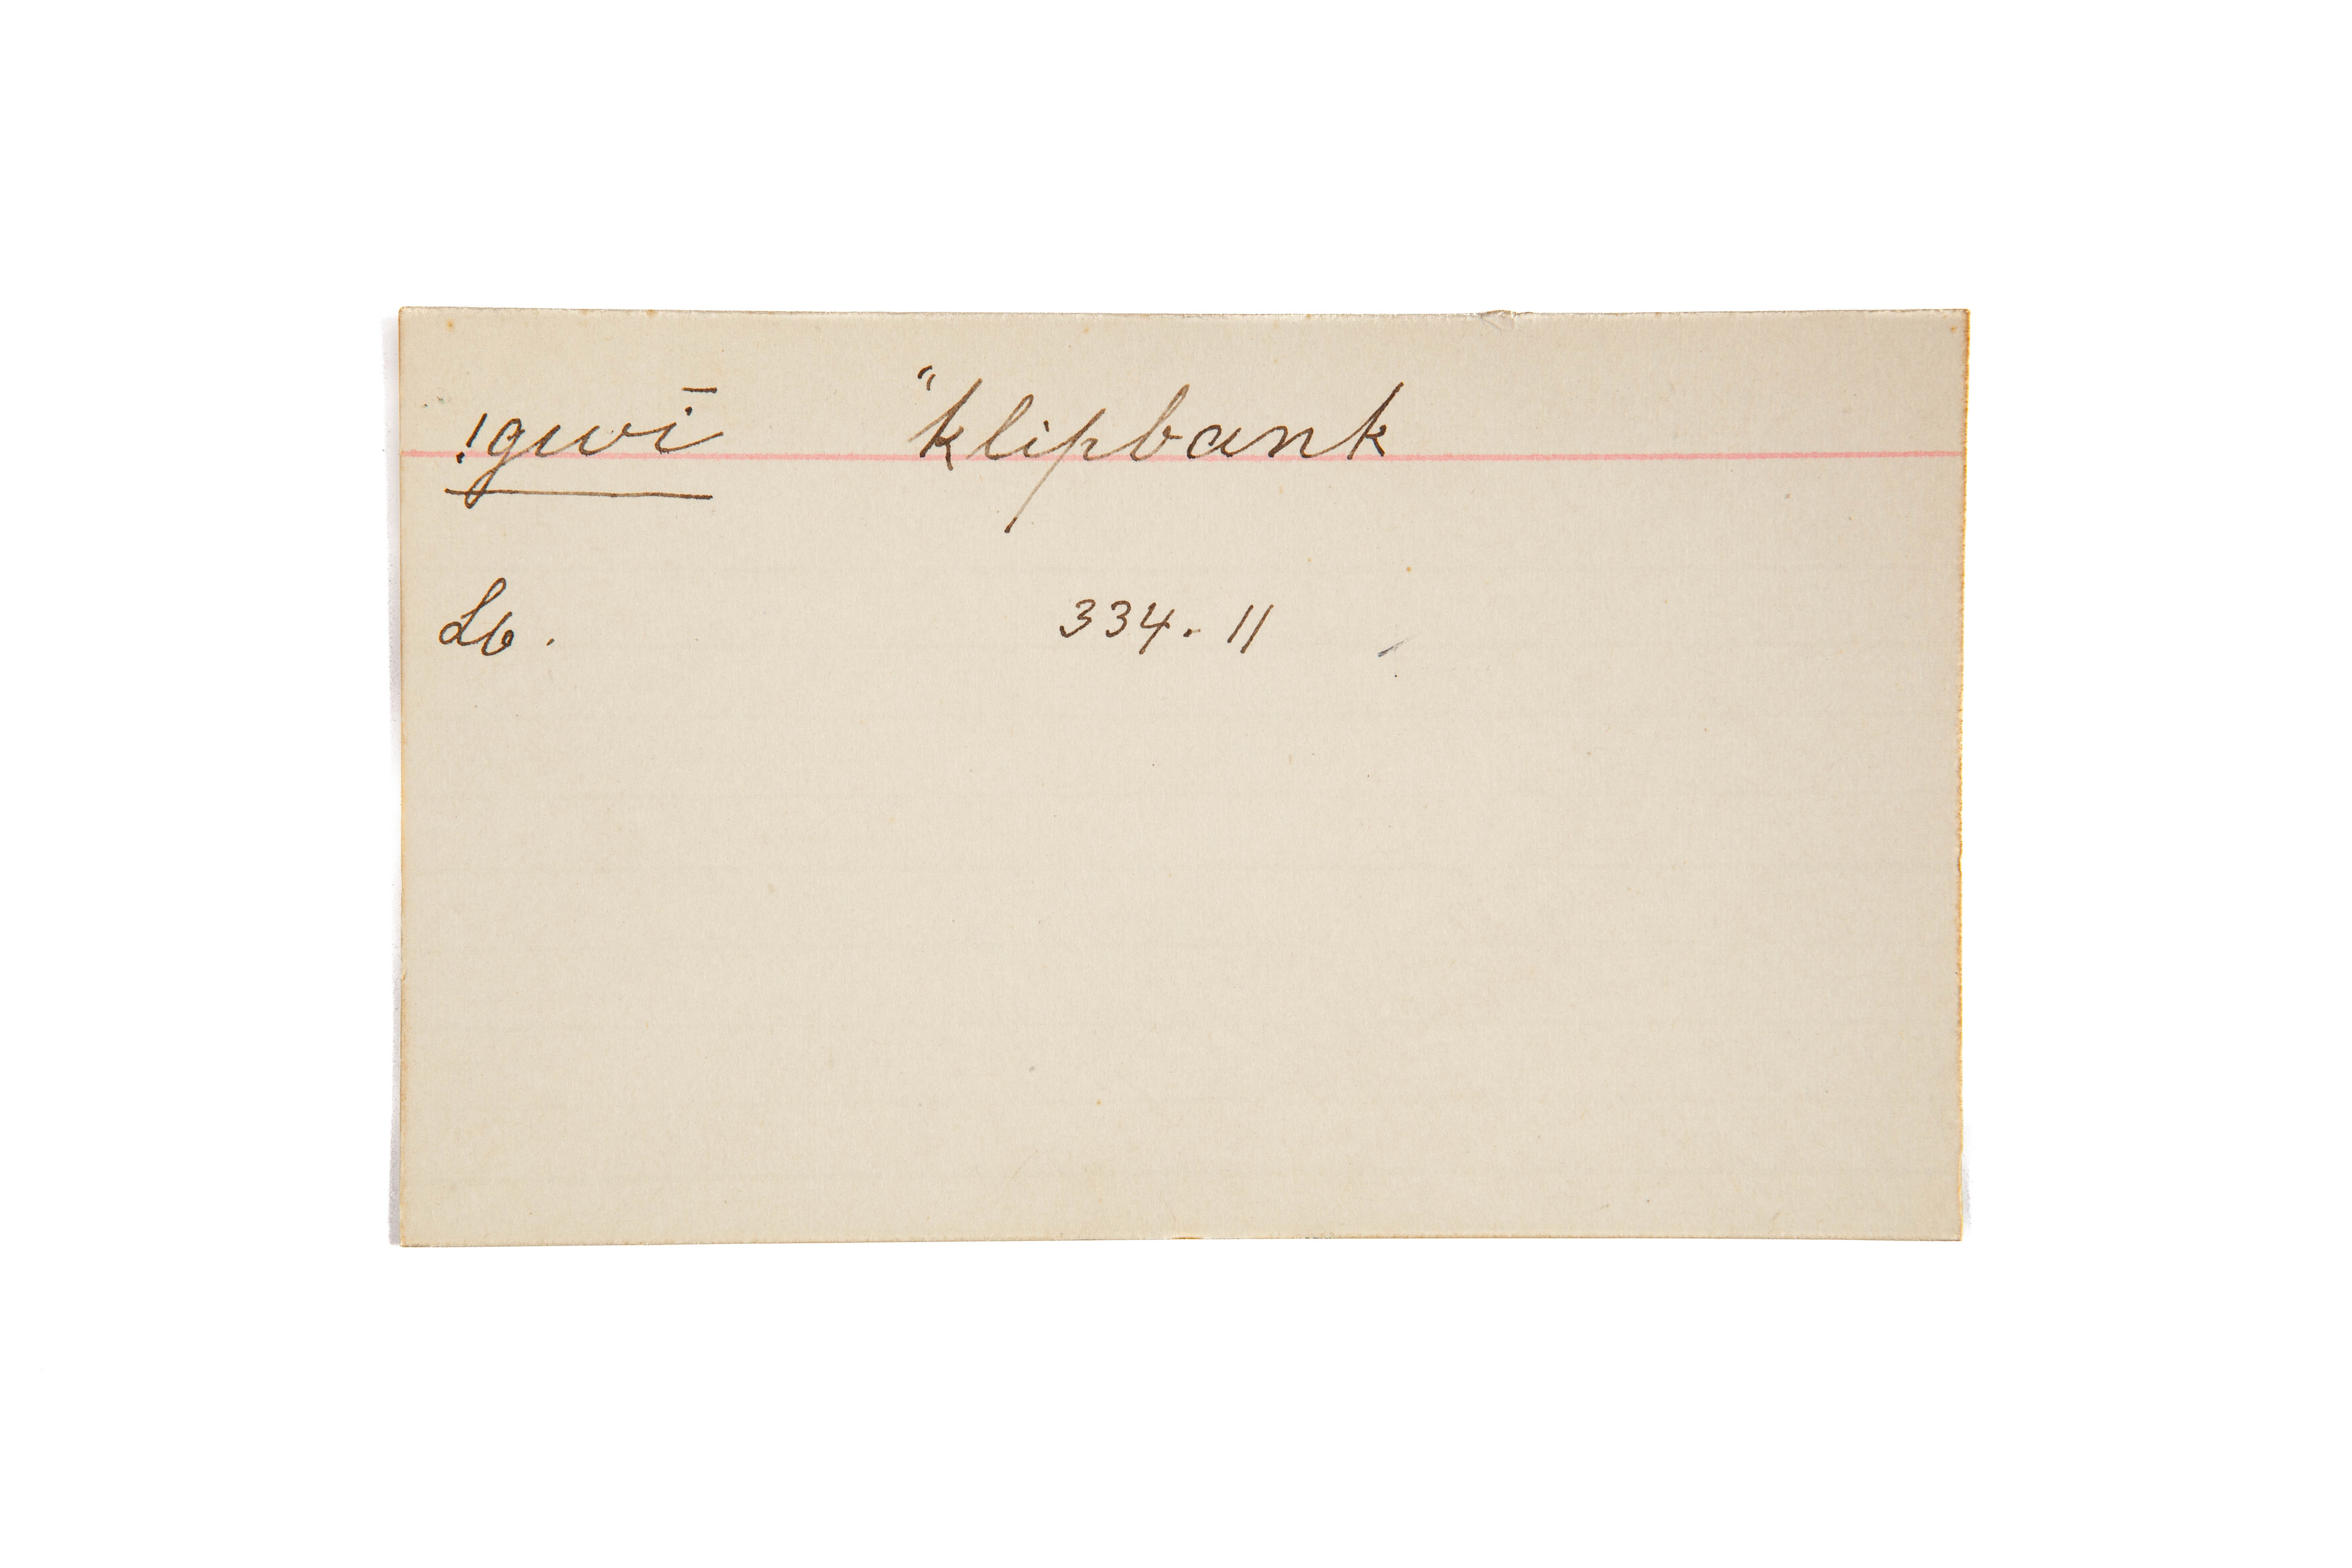 !gwī “klipbank
Lb. 334. 11